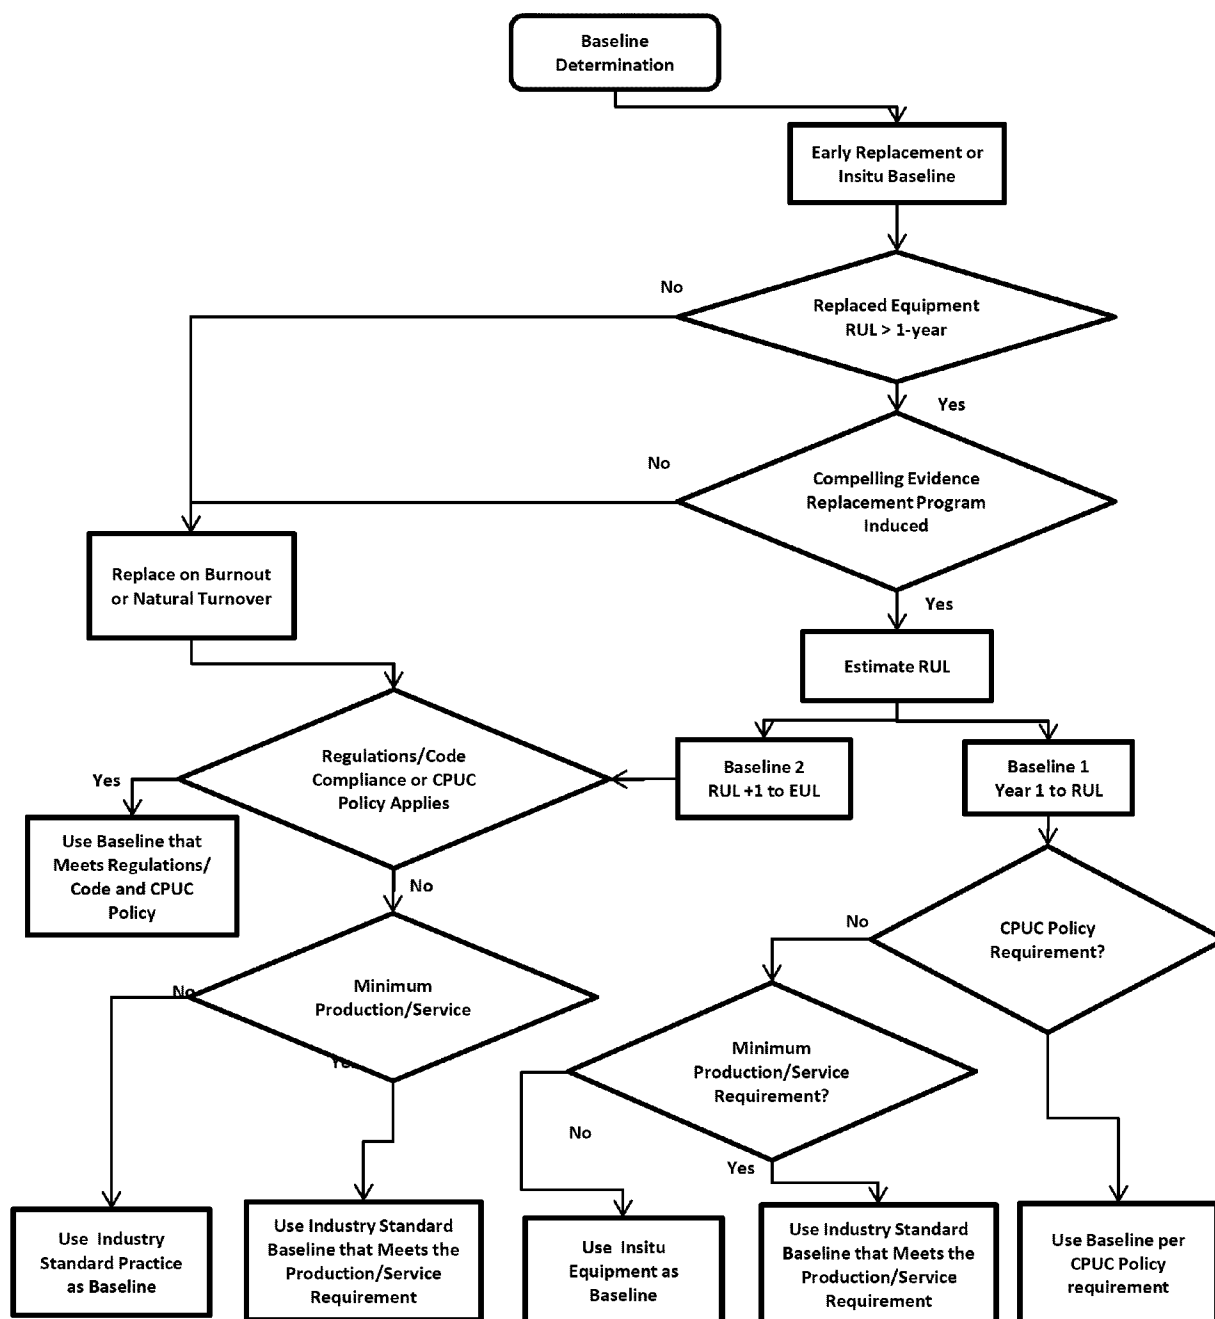 Baseline
Determination
Early Replacement or
Insitu Baseline
No
Replaced Equipment
RUL > 1-year
Yes
No
Compelling Evidence
Replacement Program
Induced
Yes
Replace on Burnout
or Natural Turnover
Estimate RUL
Regulations/Code
Compliance or CPUC
Policy Applies
Baseline 2
RUL +1 to EUL
Baseline 1
Year 1 to RUL
Yes
Use Baseline that
Meets Regulations/
Code and CPUC
Policy
No
No
CPUC Policy
Requirement?
No
Minimum
Production/Service
Yes
Minimum
Production/Service
Requirement?
No
Yes
Use Industry
Standard Practice
as Baseline
Use Industry Standard
Baseline that Meets the
Production/Service
Requirement
Use Insitu
Equipment as
Baseline
Use Industry Standard
Baseline that Meets the
Production/Service
Requirement
Use Baseline per
CPUC Policy
requirement